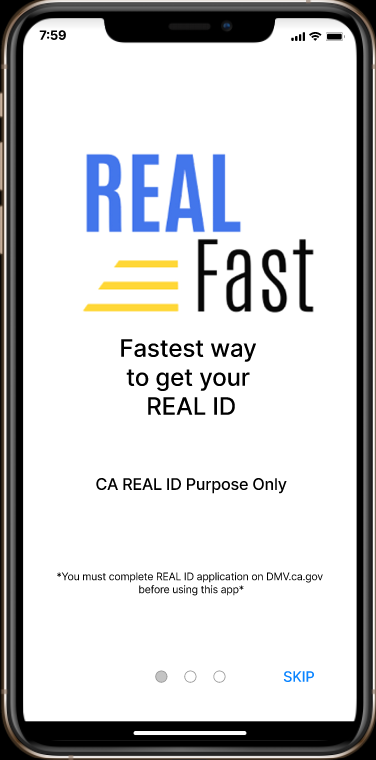 7:59
REAL
Fast
Fastest way
to get your
REAL ID
CA REAL ID Purpose Only
*You must complete REAL ID application on DMV.ca.gov
before using this app*
SKIP